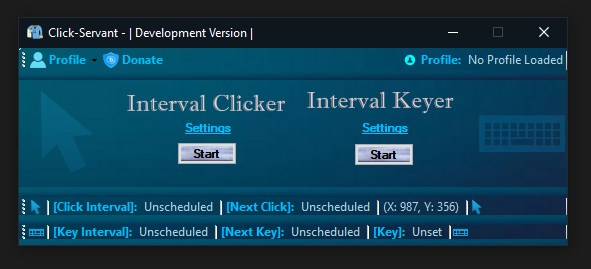 Click-Servant - | Development Version |
Profile Donate Profile: No Profile Loaded
Interval Clicker Interval Keyer
Settings Settings
Start Start
[Click Interval]: Unscheduled [Next Click]: Unscheduled (X: 987, Y: 356)
[Key Interval]: Unscheduled [Next Key]: Unscheduled [Key]: Unset